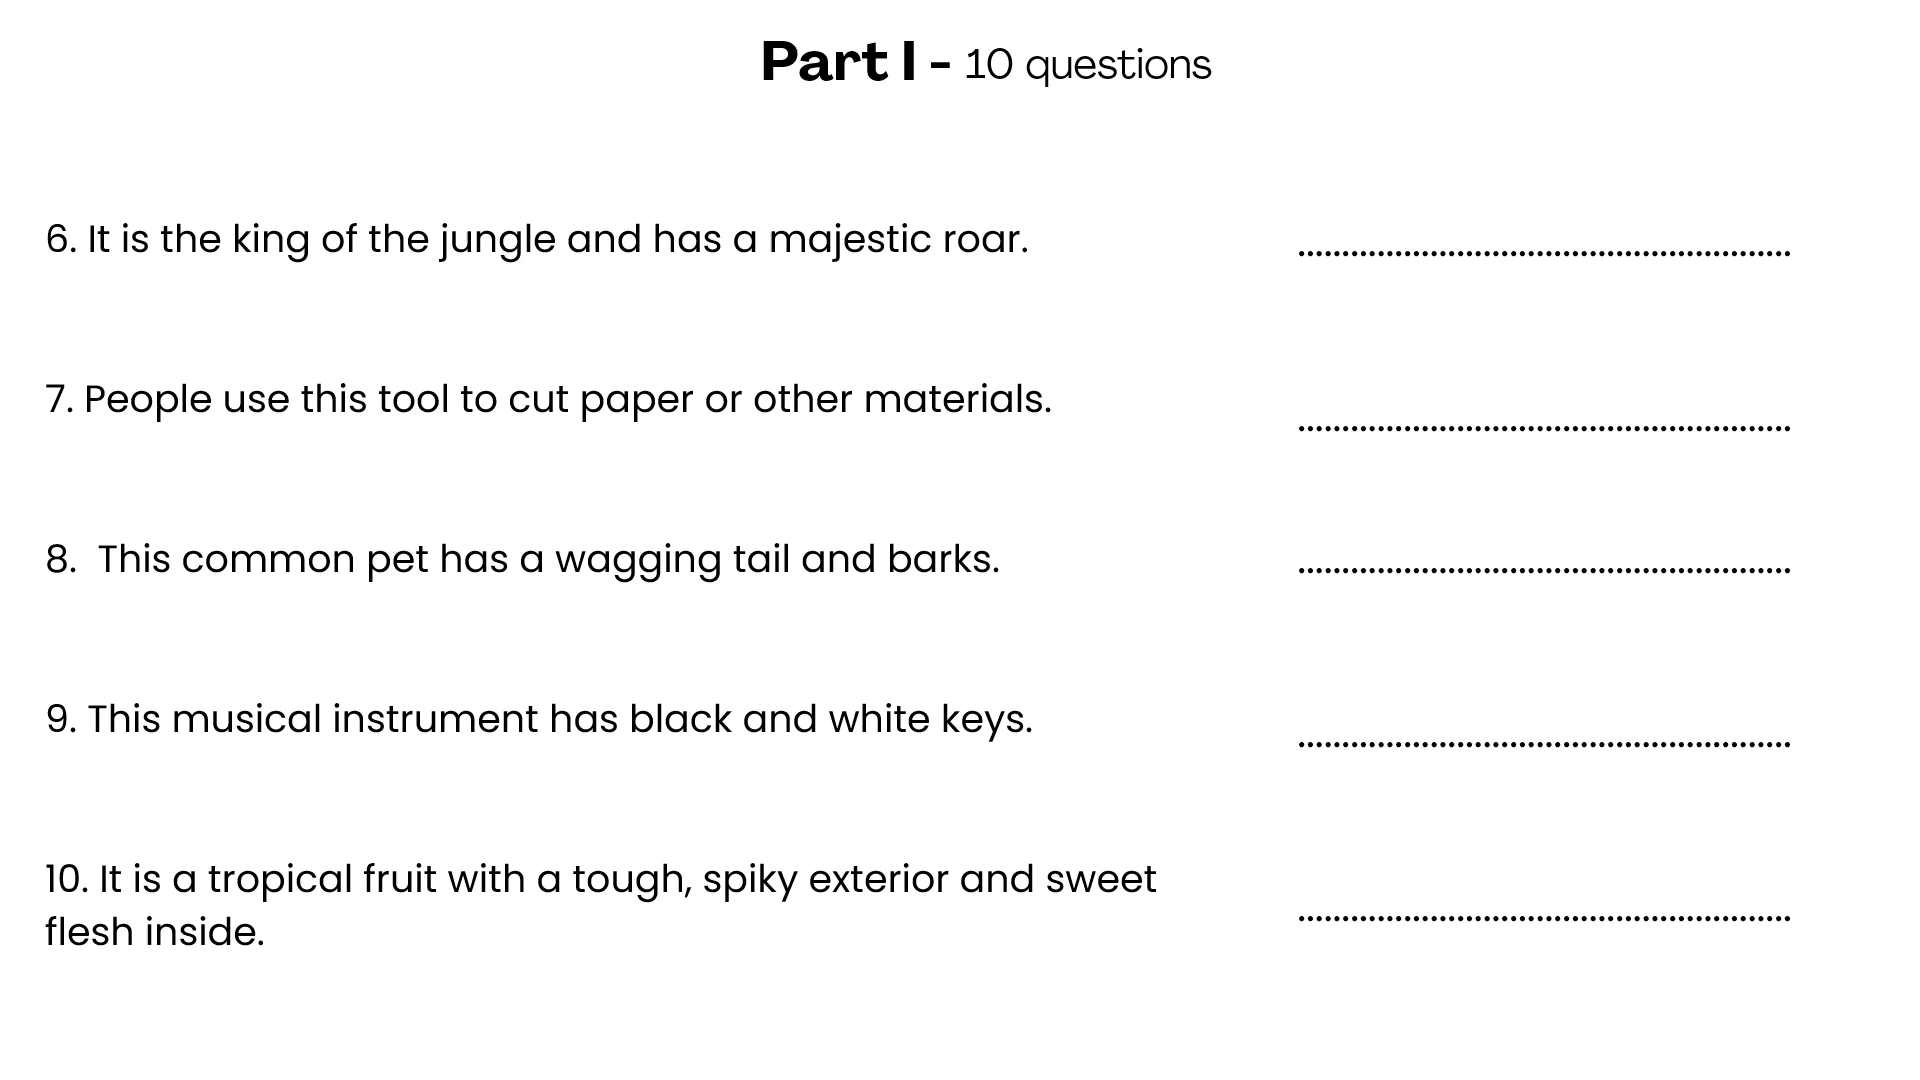 Part I - 10 questions
6. It is the king of the jungle and has a majestic roar. ........................................................
7. People use this tool to cut paper or other materials. ........................................................
8.  This common pet has a wagging tail and barks. ........................................................
9. This musical instrument has black and white keys. ........................................................
10. It is a tropical fruit with a tough, spiky exterior and sweet
flesh inside. ........................................................